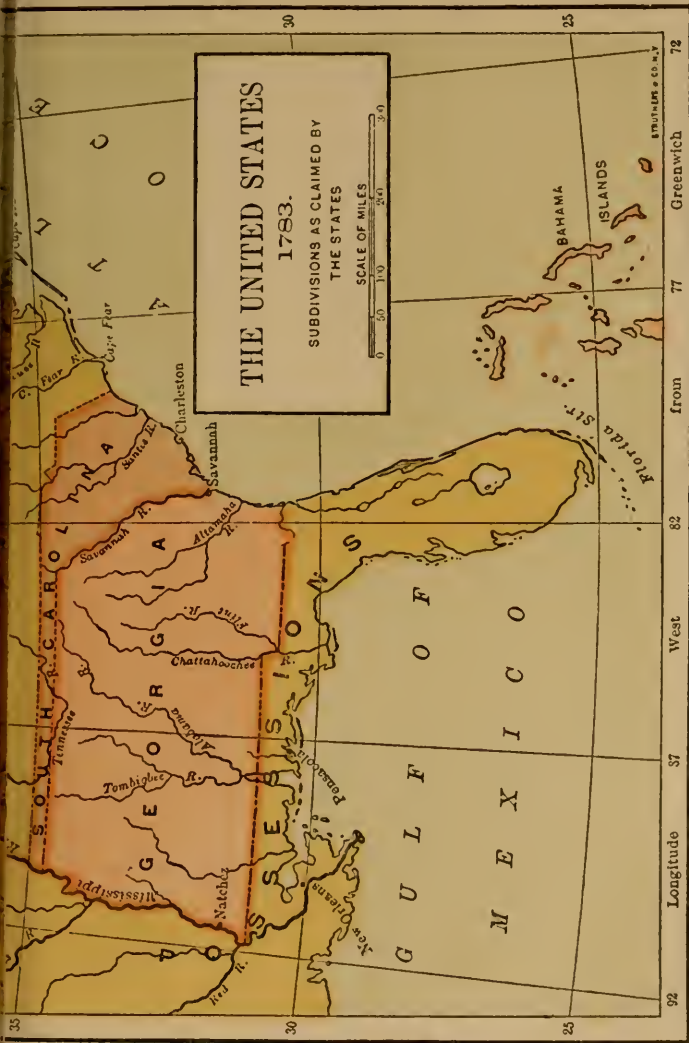 THE UNITED STATES
1783.
SUBDIVISIONS AS CLAIMED BY
THE STATES
SCALE OF MILES
0 50 100 200 300
35
30
25
72
77
82
87
92
Longitude West from Greenwich
SOUTH CAROLINA
GEORGIA
GULF OF
MEXICO
BAHAMA
ISLANDS
Florida Str.
Cape Fear
C. Fear R.
Santis R.
Charleston
Savannah
Savannah R.
Altamaha R.
Flint R.
Chattahoochee R.
Alabama R.
Tombigbee R.
Tinnessee R.
Mississippi
R.
Natchez
Red R.
New Orleans
Pensacola
P O S S E S S I O N S
STRUTHERS & CO. N.Y